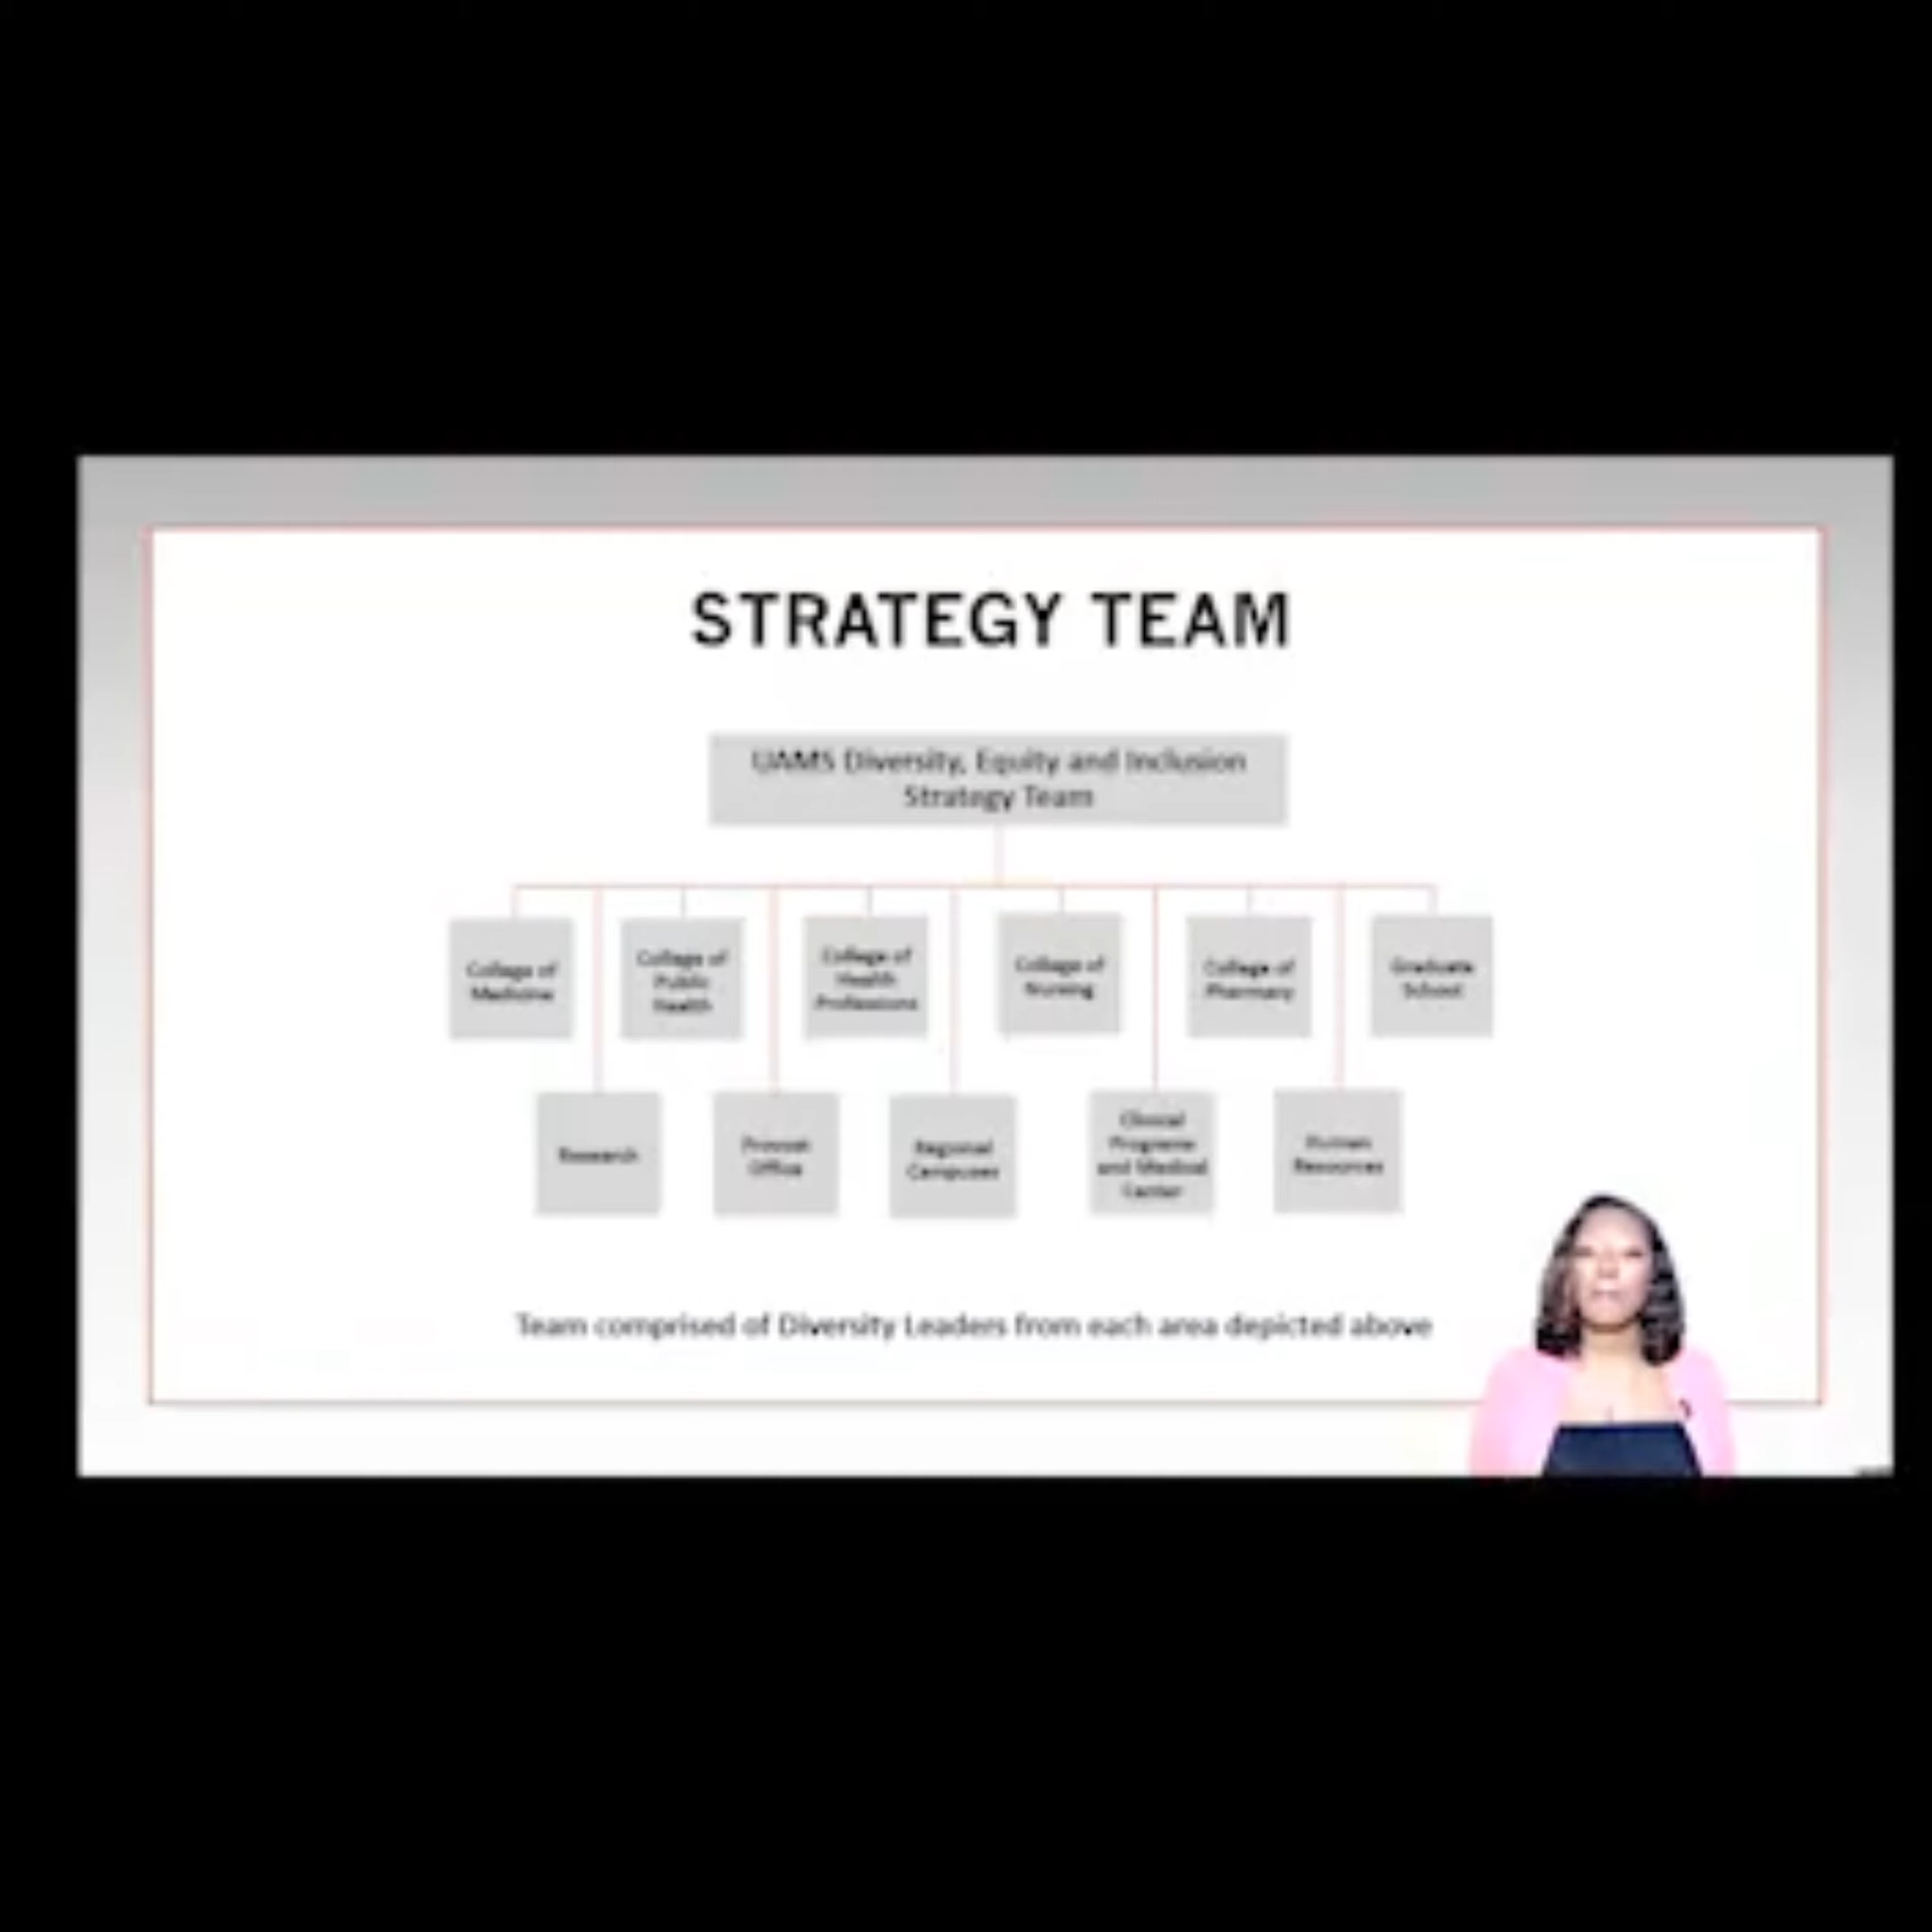 STRATEGY TEAM
UAMS Diversity, Equity and Inclusion
Strategy Team
College of
Medicine
College of
Public
Health
College of
Health
Professions
College of
Nursing
College of
Pharmacy
Graduate
School
Research
Provost
Office
Regional
Campuses
Clinical
Programs
and Medical
Center
Human
Resources
Team comprised of Diversity Leaders from each area depicted above